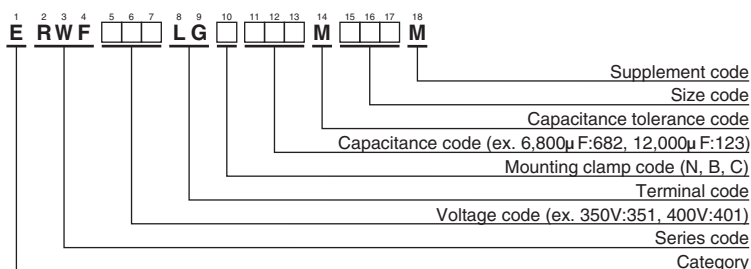 1 2 3 4 5 6 7 8 9 10 11 12 13 14 15 16 17 18
E RWF □□□ LG □ □□□ M □□□ M
Supplement code
Size code
Capacitance tolerance code
Capacitance code (ex. 6,800μF:682, 12,000μF:123)
Mounting clamp code (N, B, C)
Terminal code
Voltage code (ex. 350V:351, 400V:401)
Series code
Category